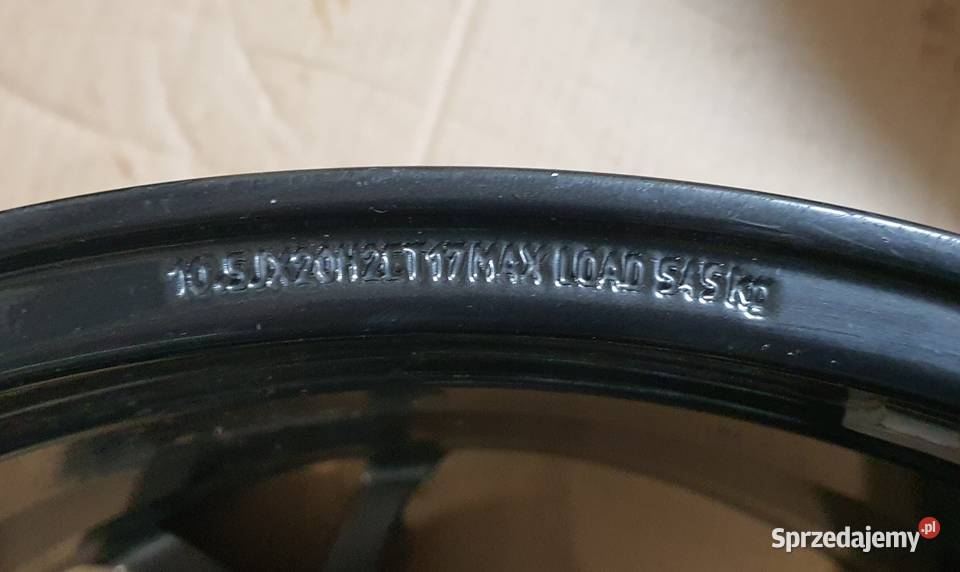 10.5JX20H2ET17MAX LOAD 545Kg
Sprzedajemy.pl